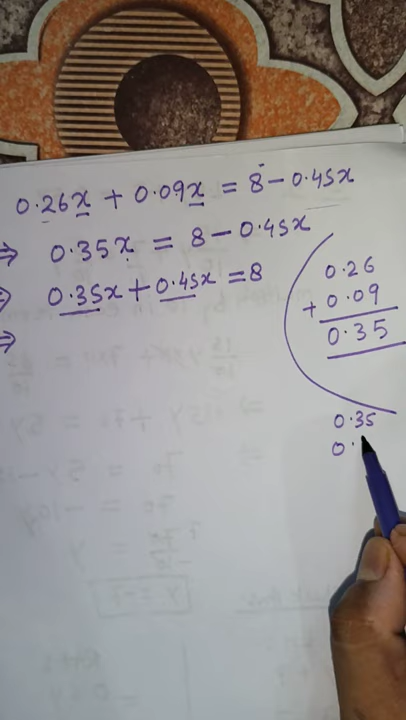 0.26x + 0.09x = 8 - 0.45x
⇒ 0.35x = 8 - 0.45x
⇒ 0.35x + 0.45x = 8
⇒
0.26
+ 0.09
0.35
0.35
0.